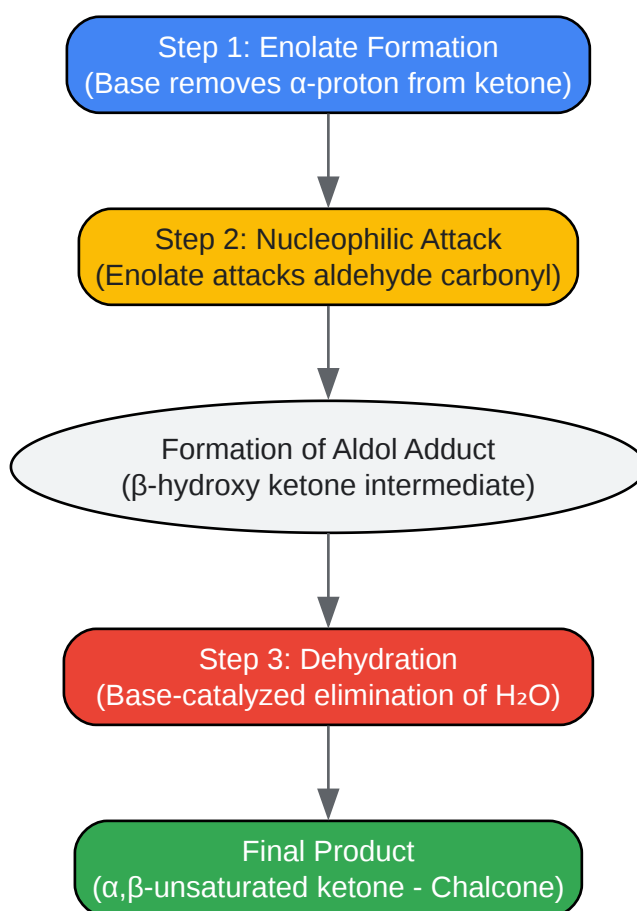 Step 1: Enolate Formation
(Base removes α-proton from ketone)
Step 2: Nucleophilic Attack
(Enolate attacks aldehyde carbonyl)
Formation of Aldol Adduct
(β-hydroxy ketone intermediate)
Step 3: Dehydration
(Base-catalyzed elimination of H₂O)
Final Product
(α,β-unsaturated ketone - Chalcone)